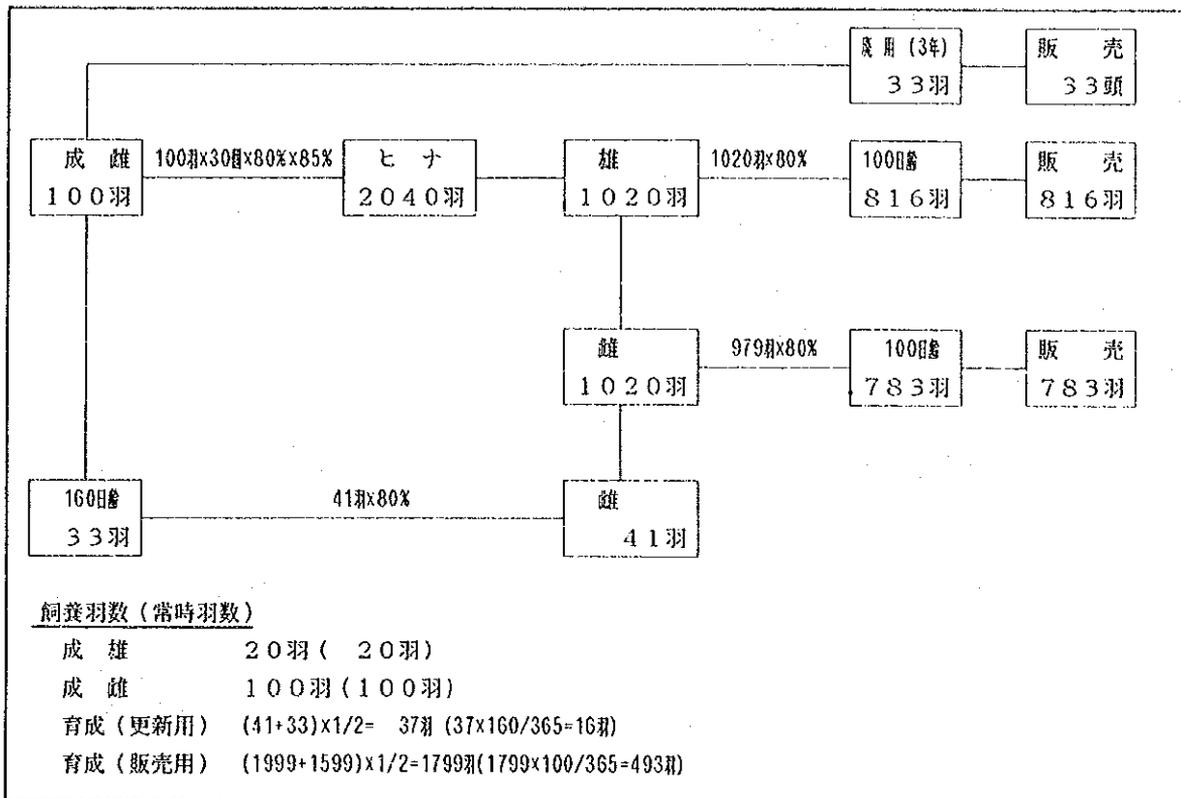 廃用(3年) 販 売
33羽 33頭
成 雌 100羽x30個x80%x85% ヒ ナ 雄 1020羽x80% 100日齢 販 売
100羽 2040羽 1020羽 816羽 816羽
雌 979羽x80% 100日齢 販 売
1020羽 783羽 783羽
160日齢 41羽x80% 雌
33羽 41羽
飼養羽数(常時羽数)
成 雄 20羽( 20羽)
成 雌 100羽(100羽)
育成(更新用) (41+33)x1/2= 37羽 (37x160/365=16羽)
育成(販売用) (1999+1599)x1/2=1799羽(1799x100/365=493羽)